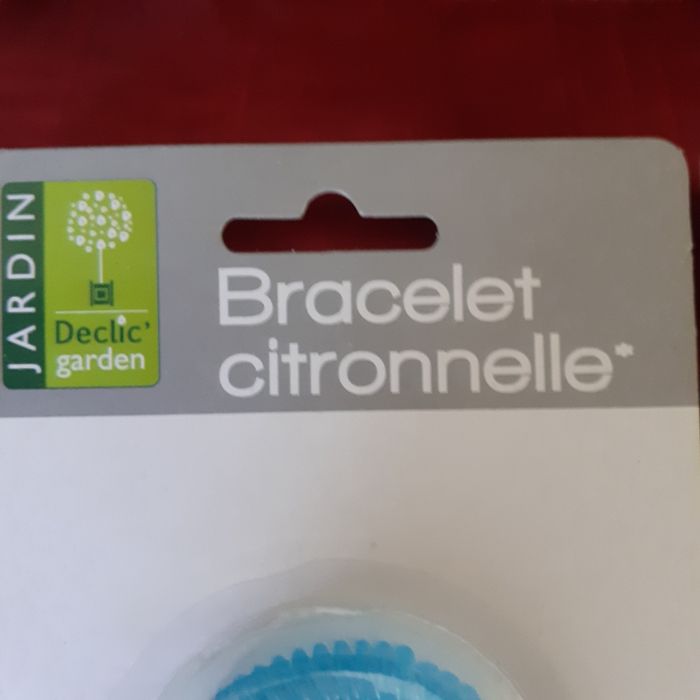 JARDIN
Declic'
garden
Bracelet
citronnelle*